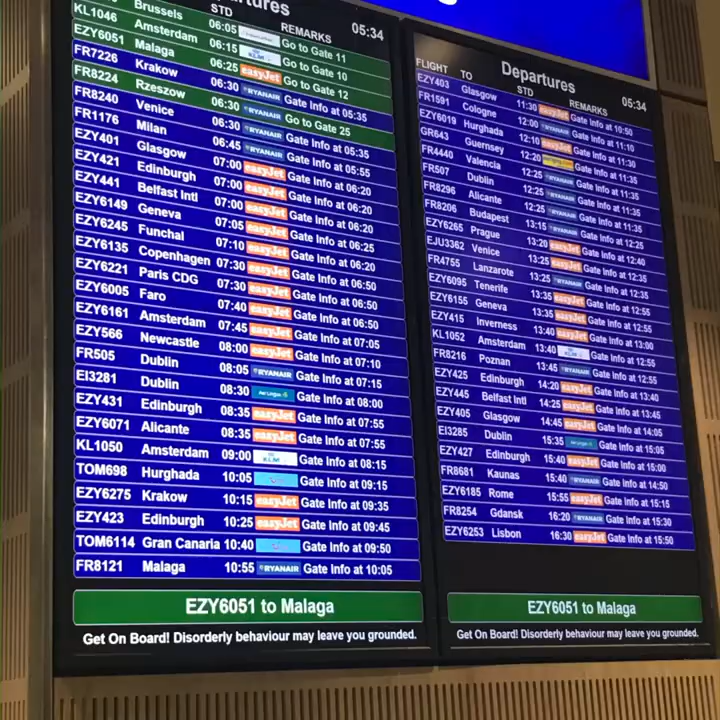 STD REMARKS 05:34
Brussels 06:05 Go to Gate 11
KL1046 Amsterdam 06:15 KLM Go to Gate 10
EZY6051 Malaga 06:25 easyJet Go to Gate 12
FR7226 Krakow 06:30 RYANAIR Gate Info at 05:35
FR8224 Rzeszow 06:30 RYANAIR Go to Gate 25
FR8240 Venice 06:30 RYANAIR Gate Info at 05:35
FR1176 Milan 06:45 RYANAIR Gate Info at 05:55
EZY401 Glasgow 07:00 easyJet Gate Info at 06:20
EZY421 Edinburgh 07:00 easyJet Gate Info at 06:20
EZY441 Belfast Intl 07:00 easyJet Gate Info at 06:20
EZY6149 Geneva 07:05 easyJet Gate Info at 06:25
EZY6245 Funchal 07:10 easyJet Gate Info at 06:20
EZY6135 Copenhagen 07:30 easyJet Gate Info at 06:50
EZY6221 Paris CDG 07:30 easyJet Gate Info at 06:50
EZY6005 Faro 07:40 easyJet Gate Info at 06:50
EZY6161 Amsterdam 07:45 easyJet Gate Info at 07:05
EZY566 Newcastle 08:00 easyJet Gate Info at 07:10
FR505 Dublin 08:05 RYANAIR Gate Info at 07:15
EI3281 Dublin 08:30 Aer Lingus Gate Info at 08:00
EZY431 Edinburgh 08:35 easyJet Gate Info at 07:55
EZY6071 Alicante 08:35 easyJet Gate Info at 07:55
KL1050 Amsterdam 09:00 KLM Gate Info at 08:15
TOM698 Hurghada 10:05 Gate Info at 09:15
EZY6275 Krakow 10:15 easyJet Gate Info at 09:35
EZY423 Edinburgh 10:25 easyJet Gate Info at 09:45
TOM6114 Gran Canaria 10:40 Gate Info at 09:50
FR8121 Malaga 10:55 RYANAIR Gate Info at 10:05
EZY6051 to Malaga
Get On Board! Disorderly behaviour may leave you grounded.
Departures 05:34
FLIGHT TO STD REMARKS
EZY403 Glasgow 11:30 easyJet Gate Info at 10:50
FR1591 Cologne 12:00 RYANAIR Gate Info at 11:10
EZY6019 Hurghada 12:10 easyJet Gate Info at 11:30
GR643 Guernsey 12:20 Gate Info at 11:35
FR4440 Valencia 12:25 RYANAIR Gate Info at 11:35
FR507 Dublin 12:25 RYANAIR Gate Info at 11:35
FR8296 Alicante 12:25 RYANAIR Gate Info at 11:35
FR8206 Budapest 13:15 RYANAIR Gate Info at 12:25
EZY6265 Prague 13:20 easyJet Gate Info at 12:40
EJU3362 Venice 13:25 easyJet Gate Info at 12:35
FR4755 Lanzarote 13:25 RYANAIR Gate Info at 12:35
EZY6095 Tenerife 13:35 easyJet Gate Info at 12:55
EZY6155 Geneva 13:35 easyJet Gate Info at 12:55
EZY415 Inverness 13:40 easyJet Gate Info at 13:00
KL1052 Amsterdam 13:40 KLM Gate Info at 12:55
FR8216 Poznan 13:45 RYANAIR Gate Info at 12:55
EZY425 Edinburgh 14:20 easyJet Gate Info at 13:40
EZY445 Belfast Intl 14:25 easyJet Gate Info at 13:45
EZY405 Glasgow 14:45 easyJet Gate Info at 14:05
EI3285 Dublin 15:35 Aer Lingus Gate Info at 15:05
EZY427 Edinburgh 15:40 easyJet Gate Info at 15:00
FR8681 Kaunas 15:40 RYANAIR Gate Info at 14:50
EZY6185 Rome 15:55 easyJet Gate Info at 15:15
FR8254 Gdansk 16:20 RYANAIR Gate Info at 15:30
EZY6253 Lisbon 16:30 easyJet Gate Info at 15:50
EZY6051 to Malaga
Get On Board! Disorderly behaviour may leave you grounded.